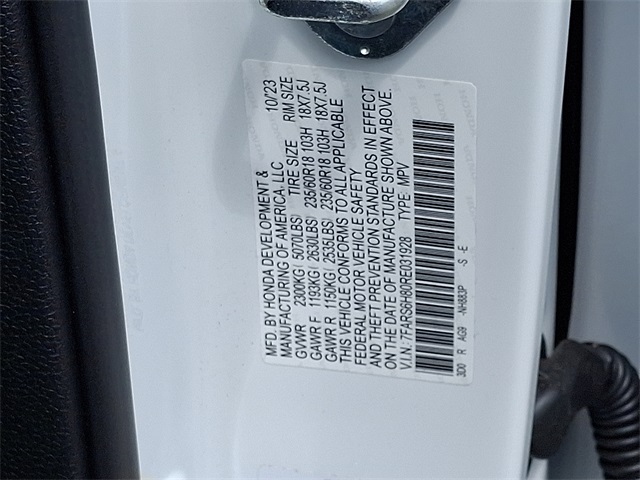 MFD. BY HONDA DEVELOPMENT & 10/'23
MANUFACTURING OF AMERICA, LLC
TIRE SIZE RIM SIZE
GVWR 2300KG ( 5070LBS)
GAWR F 1193KG ( 2630LBS) 235/60R18 103H 18X7.5J
GAWR R 1150KG ( 2535LBS) 235/60R18 103H 18X7.5J
THIS VEHICLE CONFORMS TO ALL APPLICABLE
FEDERAL MOTOR VEHICLE SAFETY
AND THEFT PREVENTION STANDARDS IN EFFECT
ON THE DATE OF MANUFACTURE SHOWN ABOVE.
V.I.N.:7FARS6H80RE031928 TYPE: MPV
3D0 R AG9 -NH883P -S -E